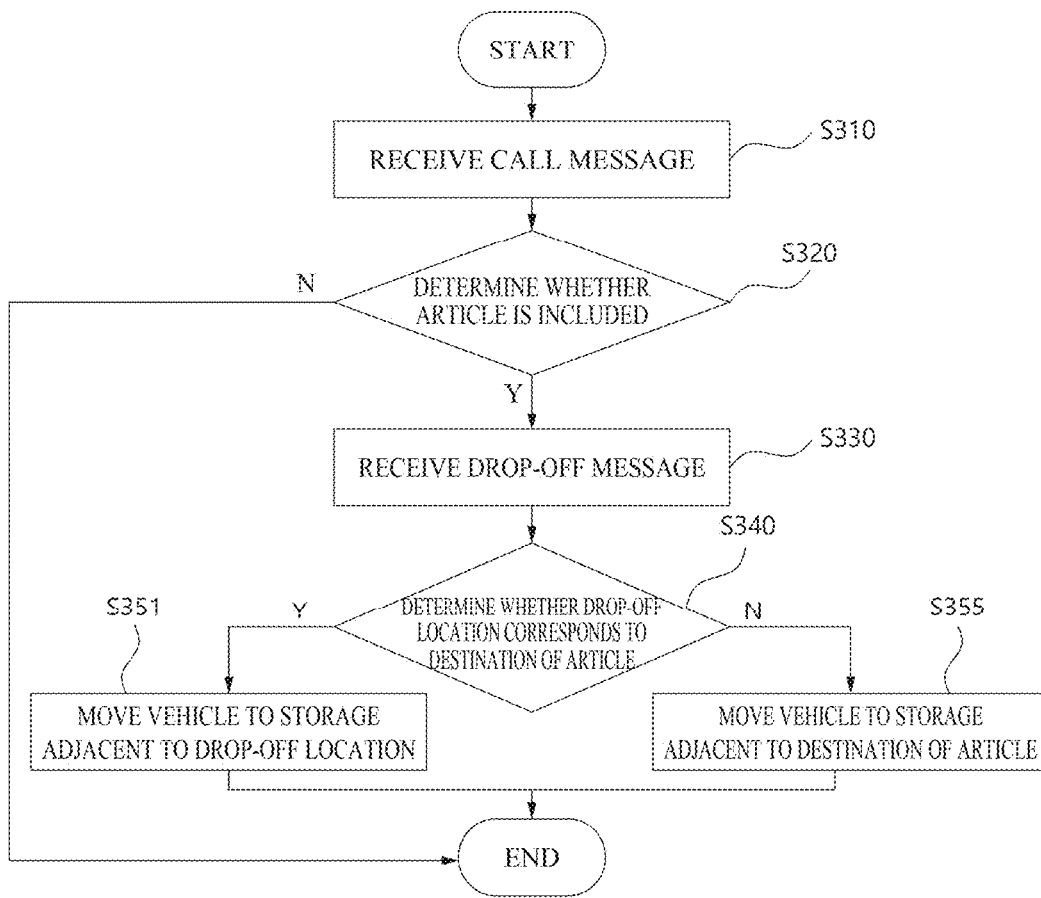 START
S310
RECEIVE CALL MESSAGE
S320
N
DETERMINE WHETHER
ARTICLE IS INCLUDED
Y
S330
RECEIVE DROP-OFF MESSAGE
S340
S351
Y
DETERMINE WHETHER DROP-OFF
LOCATION CORRESPONDS TO
DESTINATION OF ARTICLE
N
S355
MOVE VEHICLE TO STORAGE
ADJACENT TO DROP-OFF LOCATION
MOVE VEHICLE TO STORAGE
ADJACENT TO DESTINATION OF ARTICLE
END